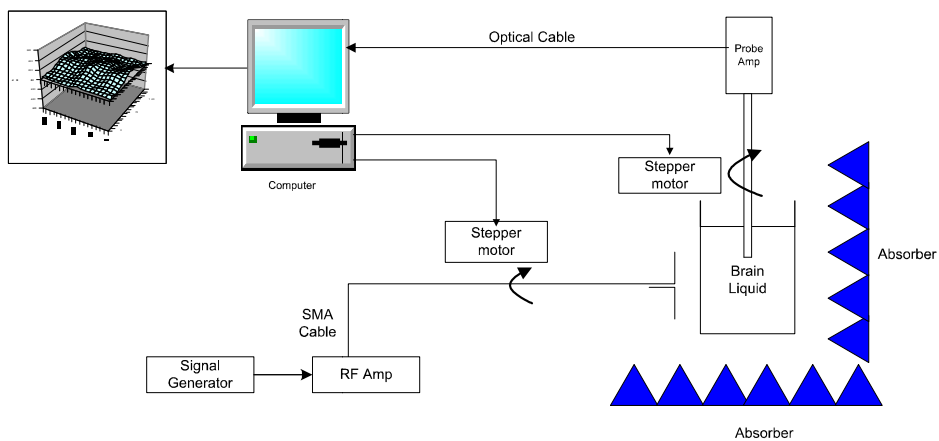 Optical Cable
Probe
Amp
Computer
Stepper
motor
Stepper
motor
Absorber
Brain
Liquid
SMA
Cable
Signal
Generator
RF Amp
Absorber